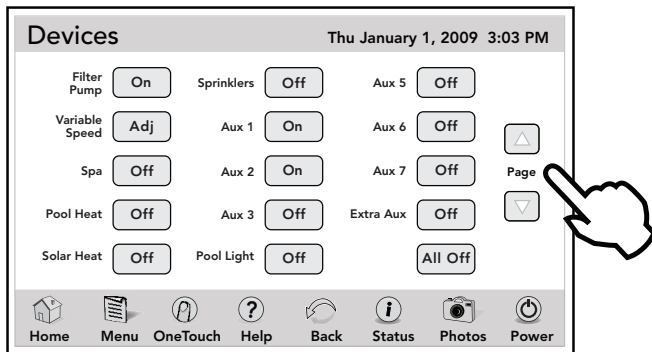 Devices
Thu January 1, 2009 3:03 PM
Filter
Pump
On
Sprinklers
Off
Aux 5
Off
Variable
Speed
Adj
Aux 1
On
Aux 6
Off
Spa
Off
Aux 2
On
Aux 7
Off
Page
Pool Heat
Off
Aux 3
Off
Extra Aux
Off
Solar Heat
Off
Pool Light
Off
All Off
Home
Menu
OneTouch
?
Help
Back
i
Status
Photos
Power